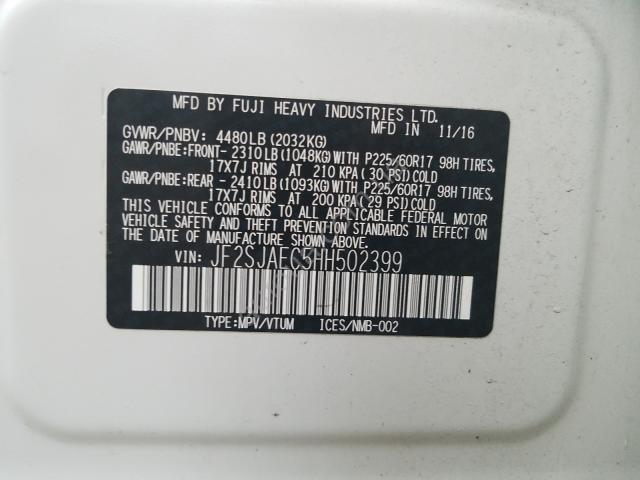 MFD BY FUJI HEAVY INDUSTRIES LTD.
MFD IN 11/16
GVWR/PNBV: 4480LB(2032KG)
GAWR/PNBE:FRONT- 2310LB(1048KG)WITH P225/60R17 98H TIRES,
17X7J RIMS AT 210 KPA( 30 PSI)COLD
GAWR/PNBE:REAR - 2410LB(1093KG)WITH P225/60R17 98H TIRES,
17X7J RIMS AT 200 KPA( 29 PSI)COLD
THIS VEHICLE CONFORMS TO ALL APPLICABLE FEDERAL MOTOR
VEHICLE SAFETY AND THEFT PREVENTION STANDARDS IN EFFECT ON
THE DATE OF MANUFACTURE SHOWN ABOVE.
VIN: JF2SJAEC5HH502399
TYPE:MPV/VTUM ICES/NMB-002